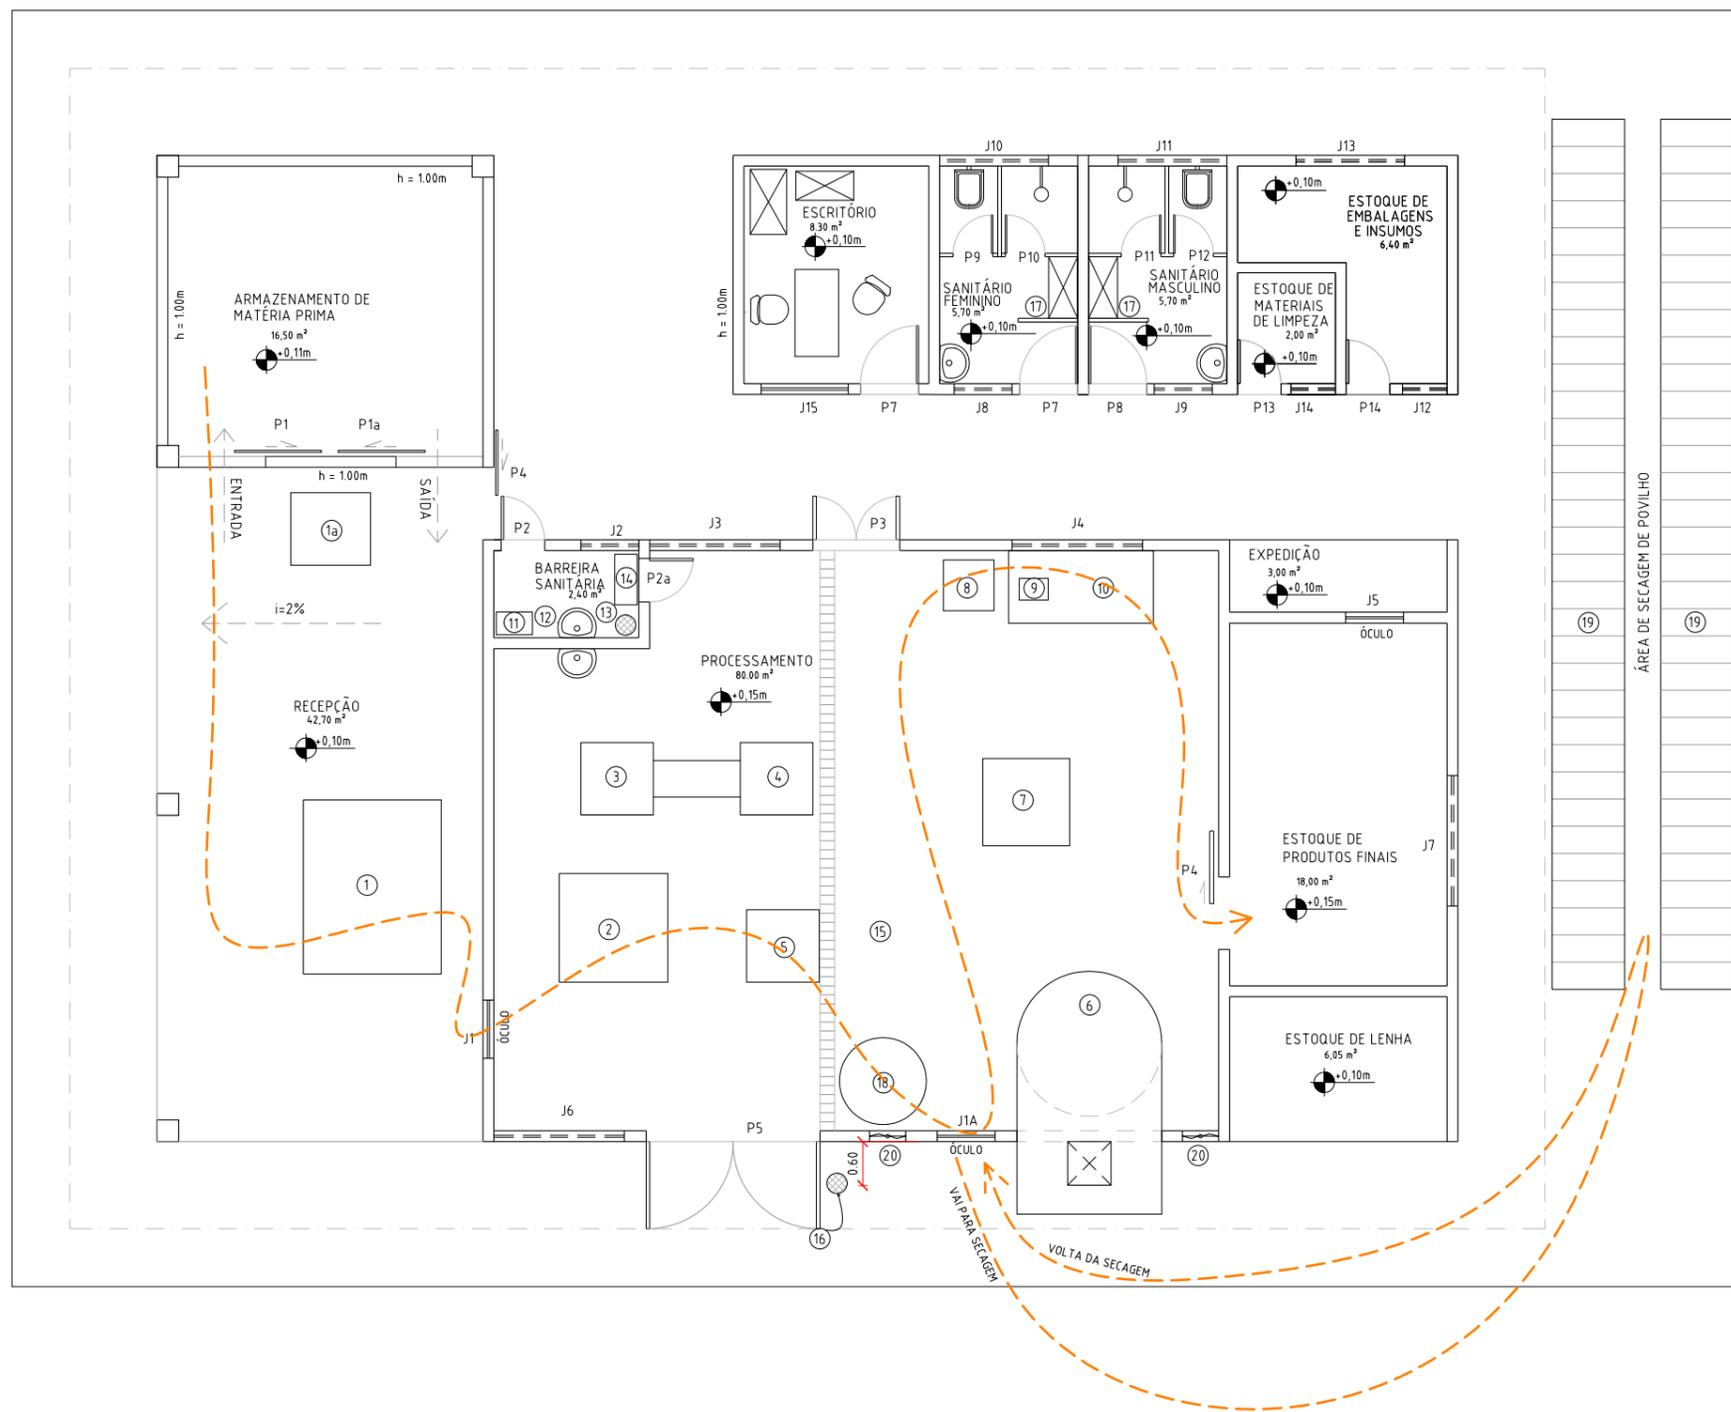 h = 1.00m
h = 1.00m
ARMAZENAMENTO DE
MATÉRIA PRIMA
16,50 m²
+0,11m
P1
P1a
h = 1.00m
ENTRADA
SAÍDA
1a
P4
J10
J11
J13
ESCRITÓRIO
8.30 m²
+0,10m
h = 1.00m
P9
P10
P11
P12
SANITÁRIO
FEMININO
5,70 m²
+0,10m
17
SANITÁRIO
MASCULINO
5,70 m²
+0,10m
17
+0,10m
ESTOQUE DE
EMBALAGENS
E INSUMOS
6,40 m²
ESTOQUE DE
MATERIAIS
DE LIMPEZA
2,00 m²
+0,10m
J15
P7
J8
P7
P8
J9
P13
J14
P14
J12
P2
J2
J3
P3
J4
BARREIRA
SANITÁRIA
2,40 m²
14
P2a
11
12
13
8
9
10
EXPEDIÇÃO
3,00 m²
+0,10m
J5
ÓCULO
19
ÁREA DE SECAGEM DE POVILHO
19
i=2%
RECEPÇÃO
42,70 m²
+0,10m
PROCESSAMENTO
80.00 m²
+0,15m
3
4
7
1
2
5
15
P4
ESTOQUE DE
PRODUTOS FINAIS
18,00 m²
+0,15m
J7
J1
ÓCULO
6
18
ESTOQUE DE LENHA
6,05 m²
+0,10m
J6
P5
J1A
ÓCULO
20
20
0.60
16
VAI PARA SECAGEM
VOLTA DA SECAGEM